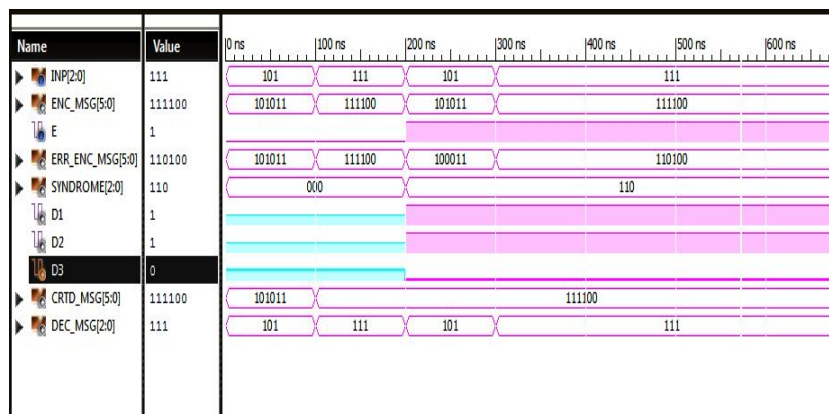 Name Value 0 ns 100 ns 200 ns 300 ns 400 ns 500 ns 600 ns
INP[2:0] 111 101 111 101 111
ENC_MSG[5:0] 111100 101011 111100 101011 111100
E 1
ERR_ENC_MSG[5:0] 110100 101011 111100 100011 110100
SYNDROME[2:0] 110 000 110
D1 1
D2 1
D3 0
CRTD_MSG[5:0] 111100 101011 111100
DEC_MSG[2:0] 111 101 111 101 111